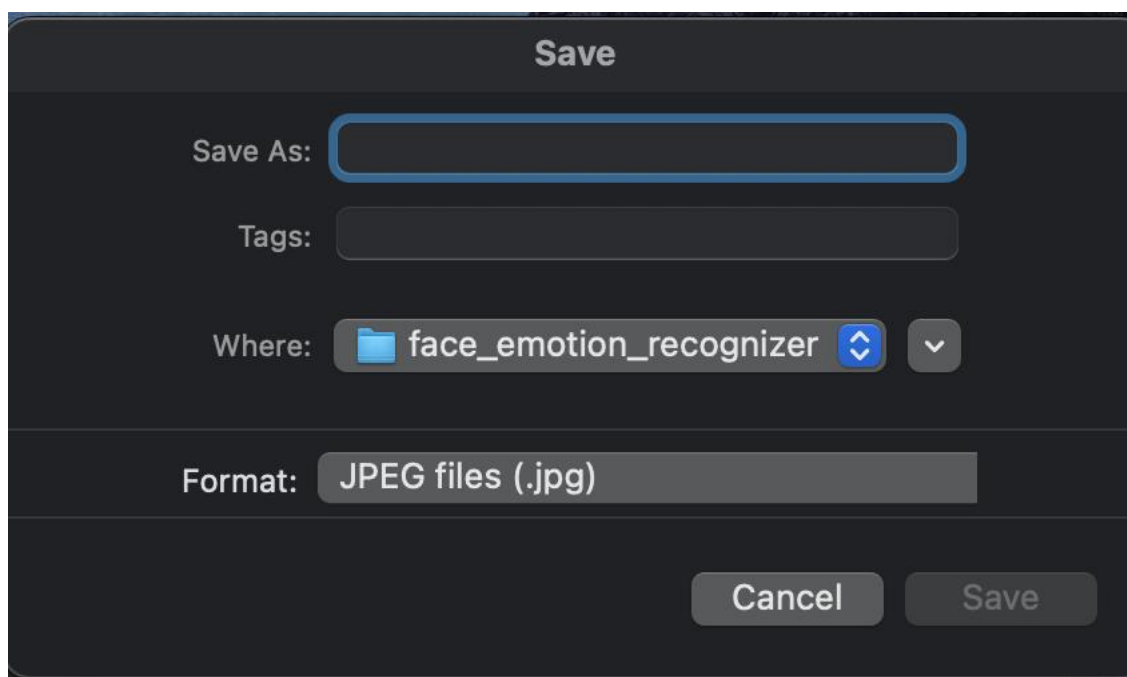 Save
Save As:
Tags:
Where: face_emotion_recognizer
Format: JPEG files (.jpg)
Cancel Save